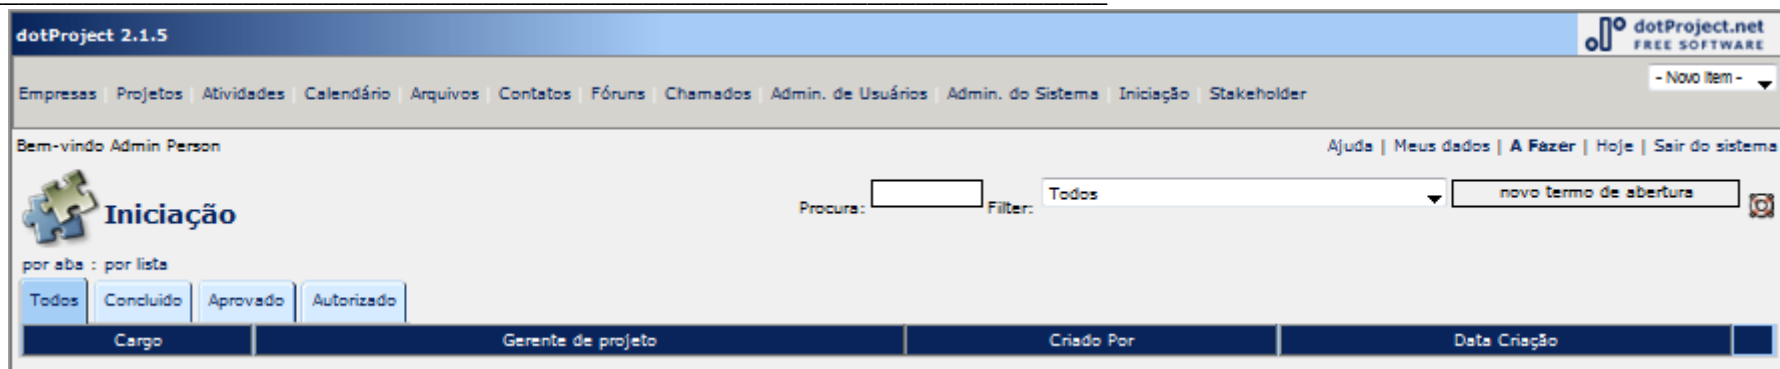 dotProject 2.1.5
dotProject.net
FREE SOFTWARE
- Novo Item -
Empresas | Projetos | Atividades | Calendário | Arquivos | Contatos | Fóruns | Chamados | Admin. de Usuários | Admin. do Sistema | Iniciação | Stakeholder
Bem-vindo Admin Person
Ajuda | Meus dados | A Fazer | Hoje | Sair do sistema
Iniciação
Procura: Filter: Todos novo termo de abertura
por aba : por lista
Todos Concluido Aprovado Autorizado
Cargo Gerente de projeto Criado Por Data Criação